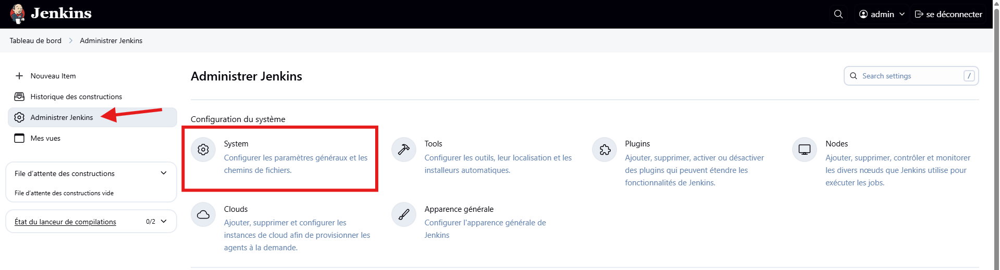 Jenkins
admin
se déconnecter
Tableau de bord > Administrer Jenkins
Nouveau Item
Historique des constructions
Administrer Jenkins
Mes vues
File d'attente des constructions
File d'attente des constructions vide
État du lanceur de compilations 0/2
Administrer Jenkins
Search settings /
Configuration du système
System
Configurer les paramètres généraux et les
chemins de fichiers.
Tools
Configurer les outils, leur localisation et les
installeurs automatiques.
Plugins
Ajouter, supprimer, activer ou désactiver
des plugins qui peuvent étendre les
fonctionnalités de Jenkins.
Nodes
Ajouter, supprimer, contrôler et monitorer
les divers nœuds que Jenkins utilise pour
exécuter les jobs.
Clouds
Ajouter, supprimer et configurer les
instances de cloud afin de provisionner les
agents à la demande.
Apparence générale
Configurer l'apparence générale de
Jenkins